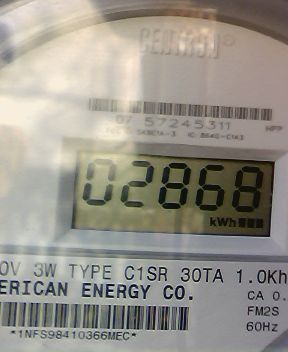 CENTRON®
07 57245311
02868
kWh
0V 3W TYPE C1SR 30TA 1.0Kh
ERICAN ENERGY CO.
CA 0.
FM2S
60Hz
*1NFS98410366MEC*